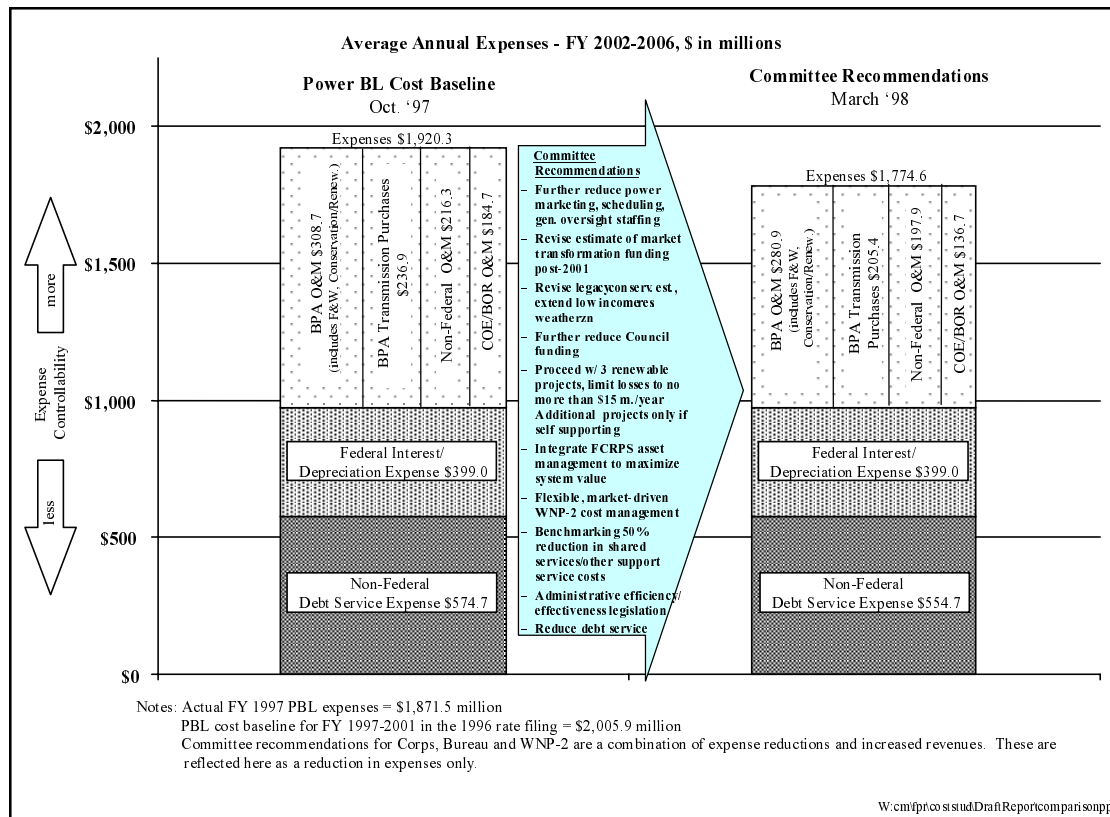 Average Annual Expenses - FY 2002-2006, $ in millions
Power BL Cost Baseline
Oct. ‘97
Committee Recommendations
March ‘98
$2,000
$1,500
$1,000
$500
$0
more
Expense
Controllability
less
Expenses $1,920.3
BPA O&M $308.7
(includes F&W, Conservation/Renew.)
BPA Transmission Purchases
$236.9
Non-Federal O&M $216.3
COE/BOR O&M $184.7
Federal Interest/
Depreciation Expense $399.0
Non-Federal
Debt Service Expense $574.7
Committee
Recommendations
– Further reduce power
marketing, scheduling,
gen. oversight staffing
– Revise estimate of market
transformation funding
post-2001
– Revise legacyconserv. est.,
extend low incomeres
weatherzn
– Further reduce Council
funding
– Proceed w/ 3 renewable
projects, limit losses to no
more than $15 m./year
Additional projects only if
self supporting
– Integrate FCRPS asset
management to maximize
system value
– Flexible, market-driven
WNP-2 cost management
– Benchmarking 50%
reduction in shared
services/other support
service costs
– Administrative efficiency/
effectiveness legislation
– Reduce debt service
Expenses $1,774.6
BPA O&M $280.9
(includes F&W,
Conservation/Renew.)
BPA Transmission
Purchases $205.4
Non-Federal O&M $197.9
COE/BOR O&M $136.7
Federal Interest/
Depreciation Expense $399.0
Non-Federal
Debt Service Expense $554.7
Notes: Actual FY 1997 PBL expenses = $1,871.5 million
PBL cost baseline for FY 1997-2001 in the 1996 rate filing = $2,005.9 million
Committee recommendations for Corps, Bureau and WNP-2 are a combination of expense reductions and increased revenues. These are
reflected here as a reduction in expenses only.
W:cm\fpr\coststud\DraftReport\comparisonpp